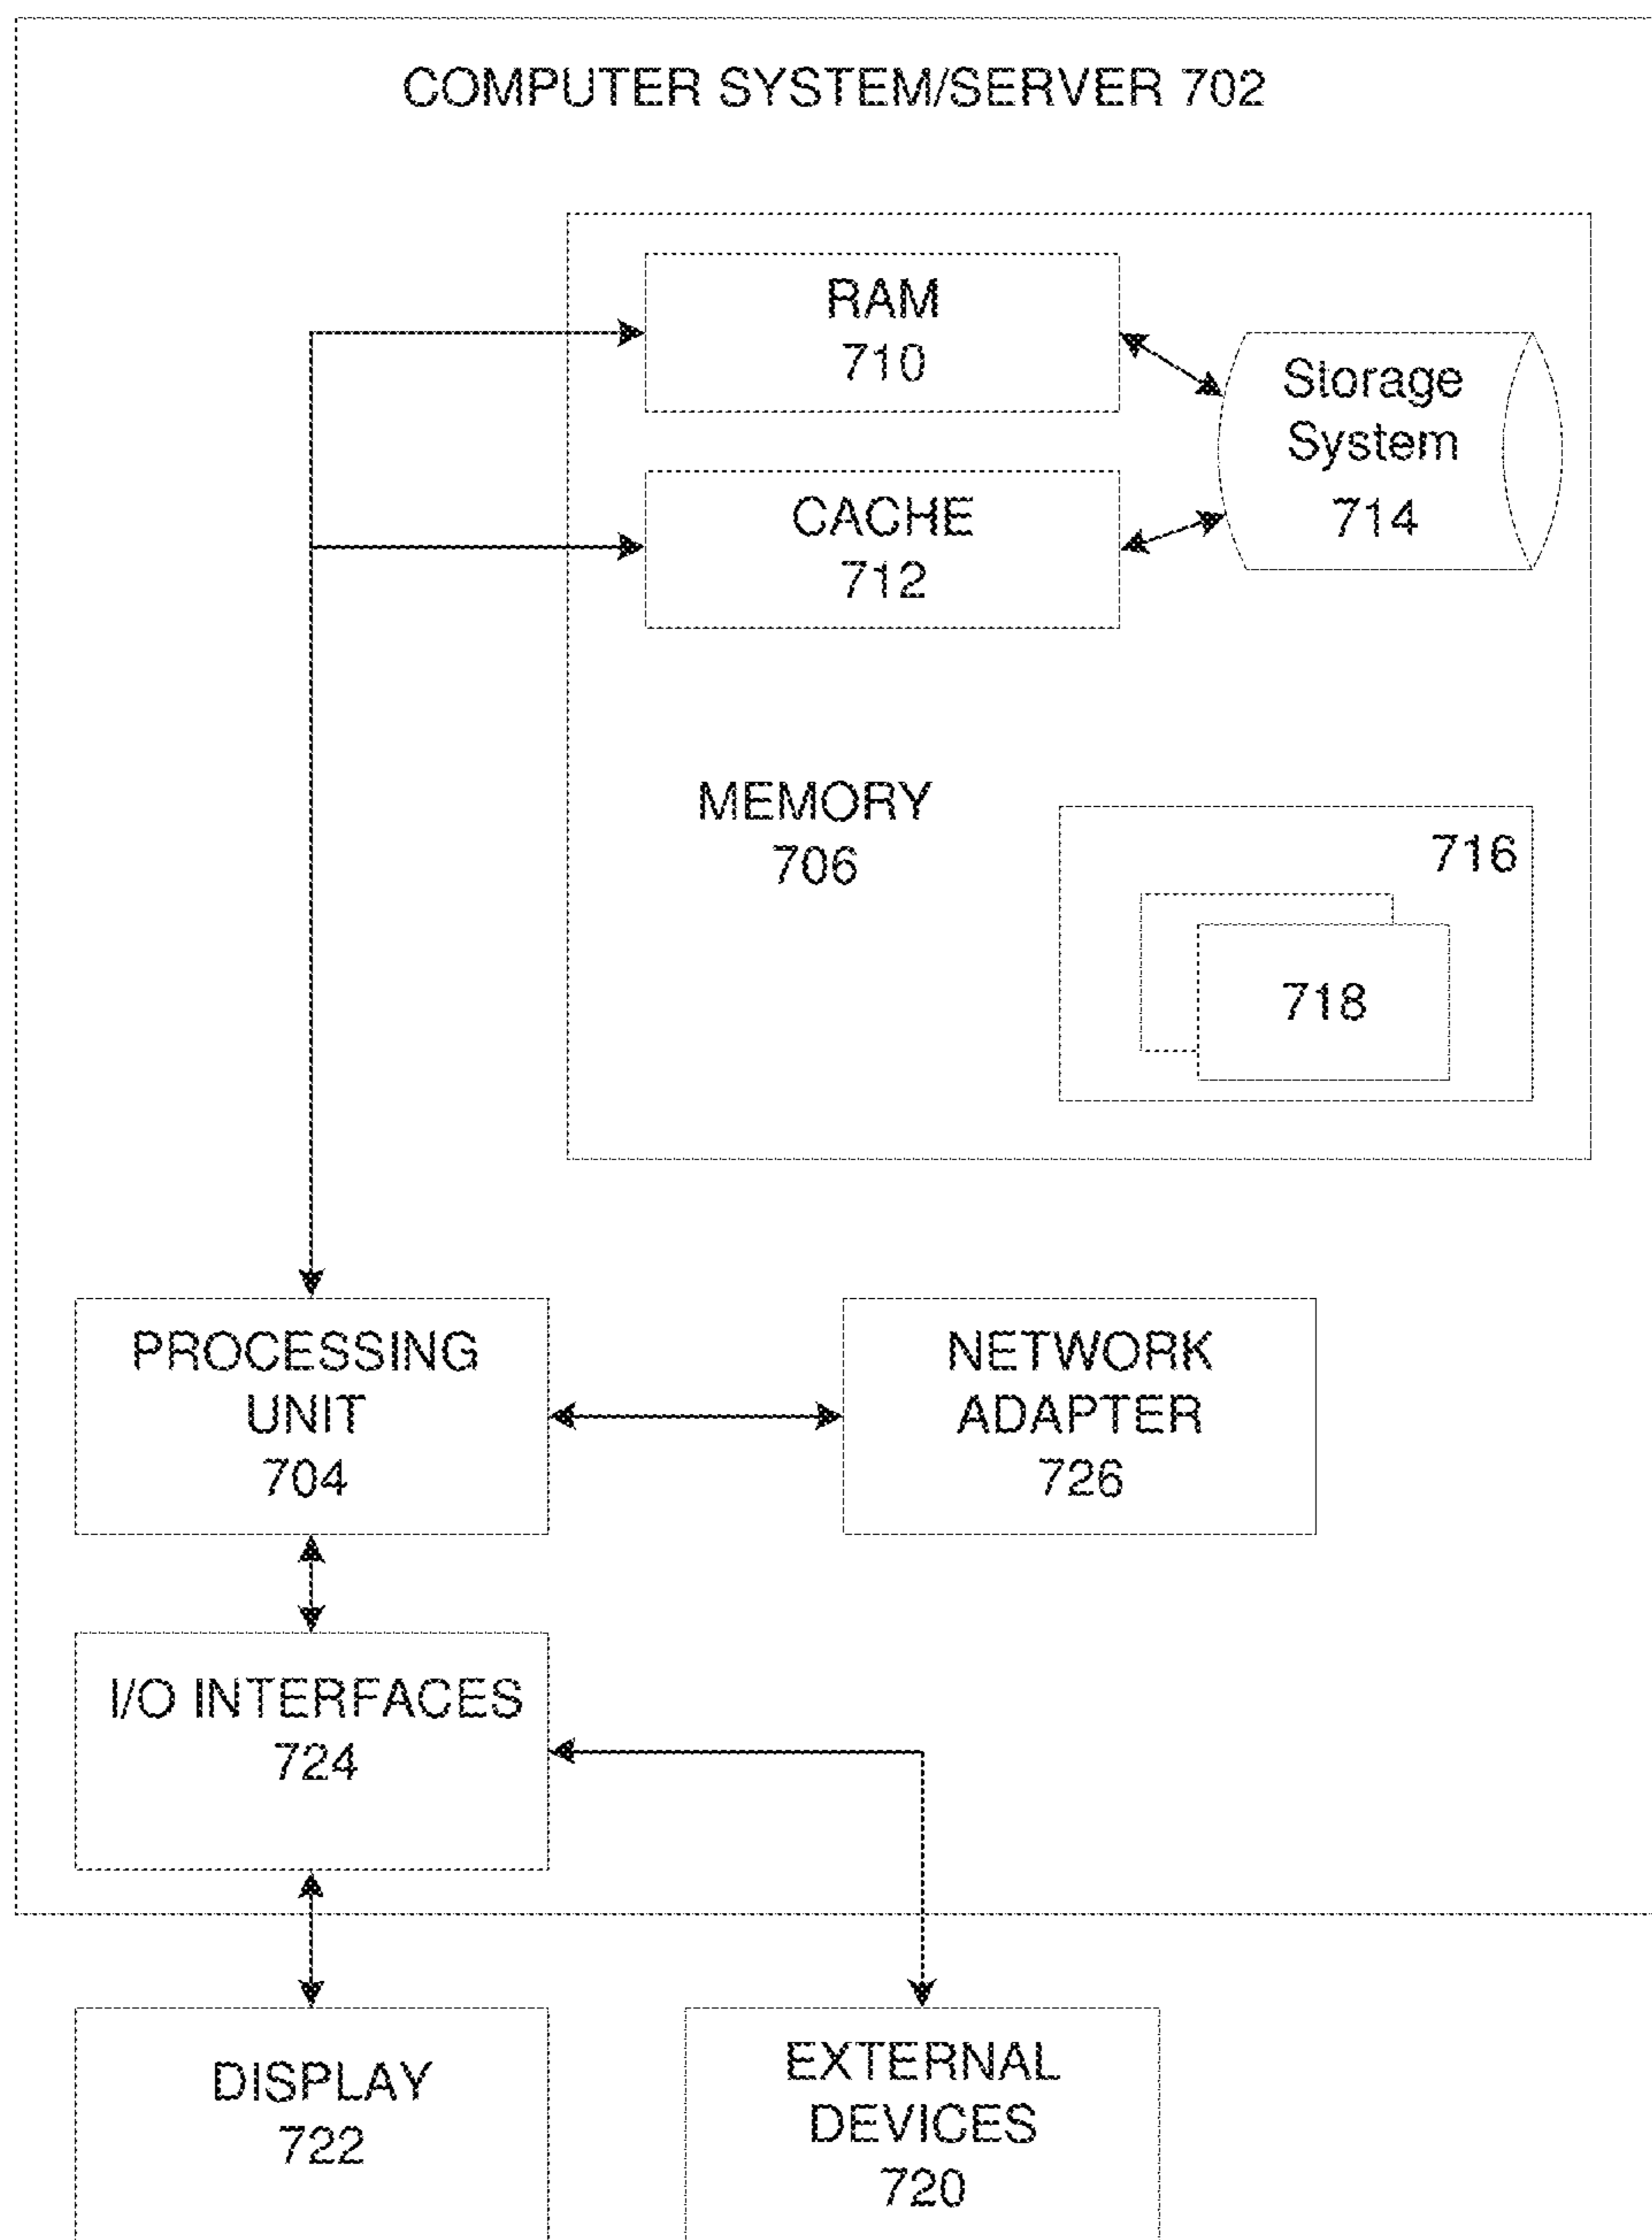 COMPUTER SYSTEM/SERVER 702
RAM
710
Storage
System
714
CACHE
712
MEMORY
706
716
718
PROCESSING
UNIT
704
NETWORK
ADAPTER
726
I/O INTERFACES
724
DISPLAY
722
EXTERNAL
DEVICES
720